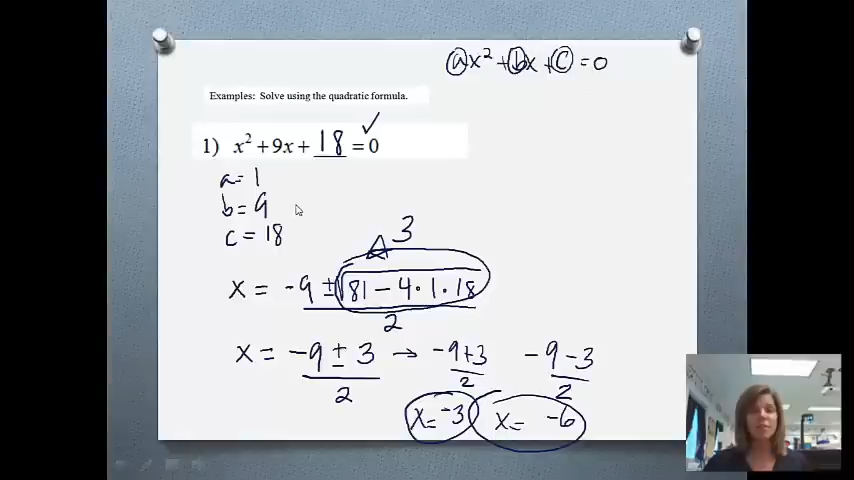 ax² + bx + c = 0
Examples: Solve using the quadratic formula.
1) x² + 9x + 18 = 0 ✓
a = 1
b = 9
c = 18
3
x = -9 ± √81 - 4·1·18
2
x = -9 ± 3 → -9+3 -9-3
2 2 2
x = -3 x = -6